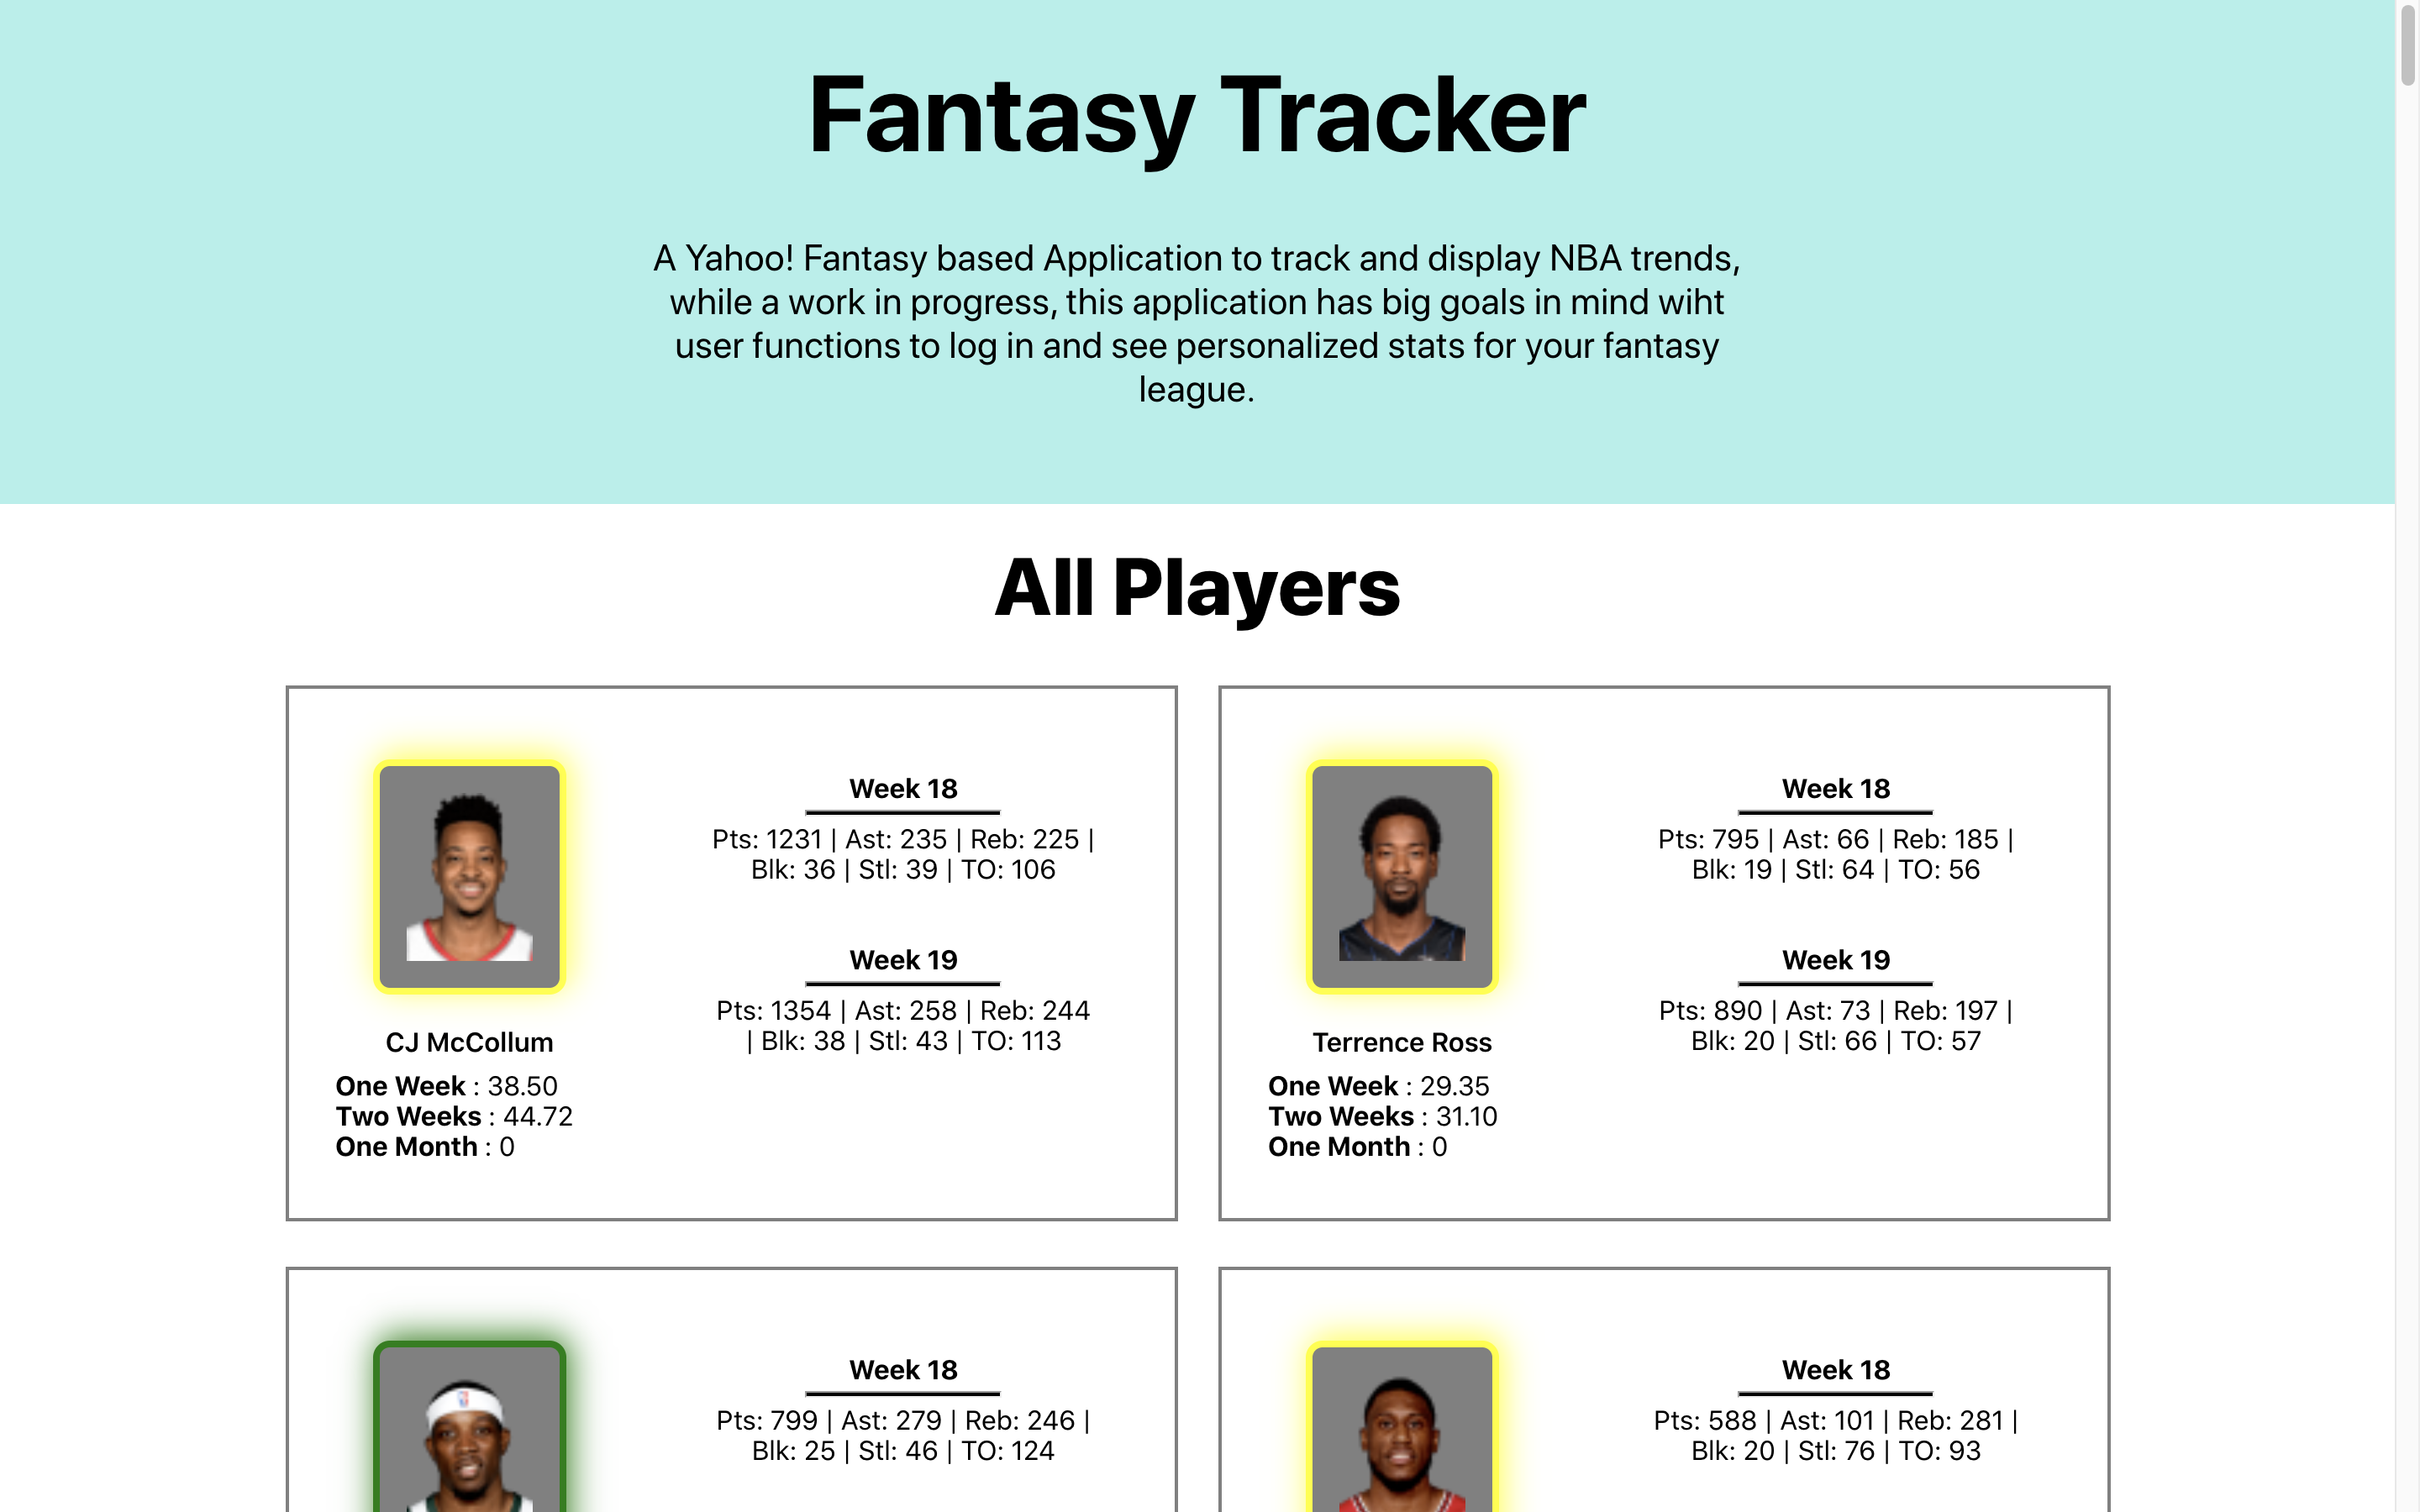 Fantasy Tracker
A Yahoo! Fantasy based Application to track and display NBA trends,
while a work in progress, this application has big goals in mind wiht
user functions to log in and see personalized stats for your fantasy
league.
All Players
CJ McCollum
One Week : 38.50
Two Weeks : 44.72
One Month : 0
Week 18
Pts: 1231 | Ast: 235 | Reb: 225 |
Blk: 36 | Stl: 39 | TO: 106
Week 19
Pts: 1354 | Ast: 258 | Reb: 244
| Blk: 38 | Stl: 43 | TO: 113
Terrence Ross
One Week : 29.35
Two Weeks : 31.10
One Month : 0
Week 18
Pts: 795 | Ast: 66 | Reb: 185 |
Blk: 19 | Stl: 64 | TO: 56
Week 19
Pts: 890 | Ast: 73 | Reb: 197 |
Blk: 20 | Stl: 66 | TO: 57
Week 18
Pts: 799 | Ast: 279 | Reb: 246 |
Blk: 25 | Stl: 46 | TO: 124
Week 18
Pts: 588 | Ast: 101 | Reb: 281 |
Blk: 20 | Stl: 76 | TO: 93